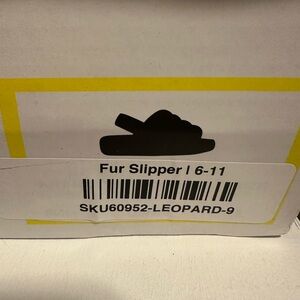 Fur Slipper | 6-11
SKU60952-LEOPARD-9